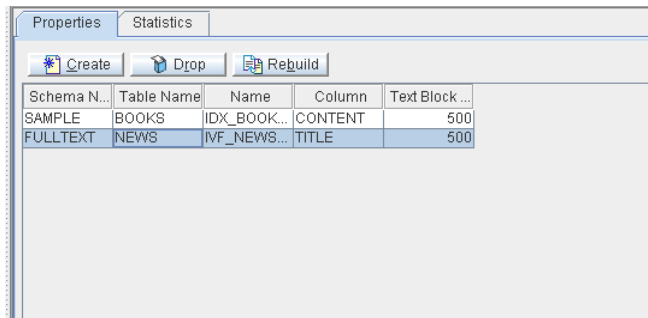 Properties Statistics
Create Drop Rebuild
Schema N... Table Name Name Column Text Block ...
SAMPLE BOOKS IDX_BOOK... CONTENT 500
FULLTEXT NEWS IVF_NEWS... TITLE 500